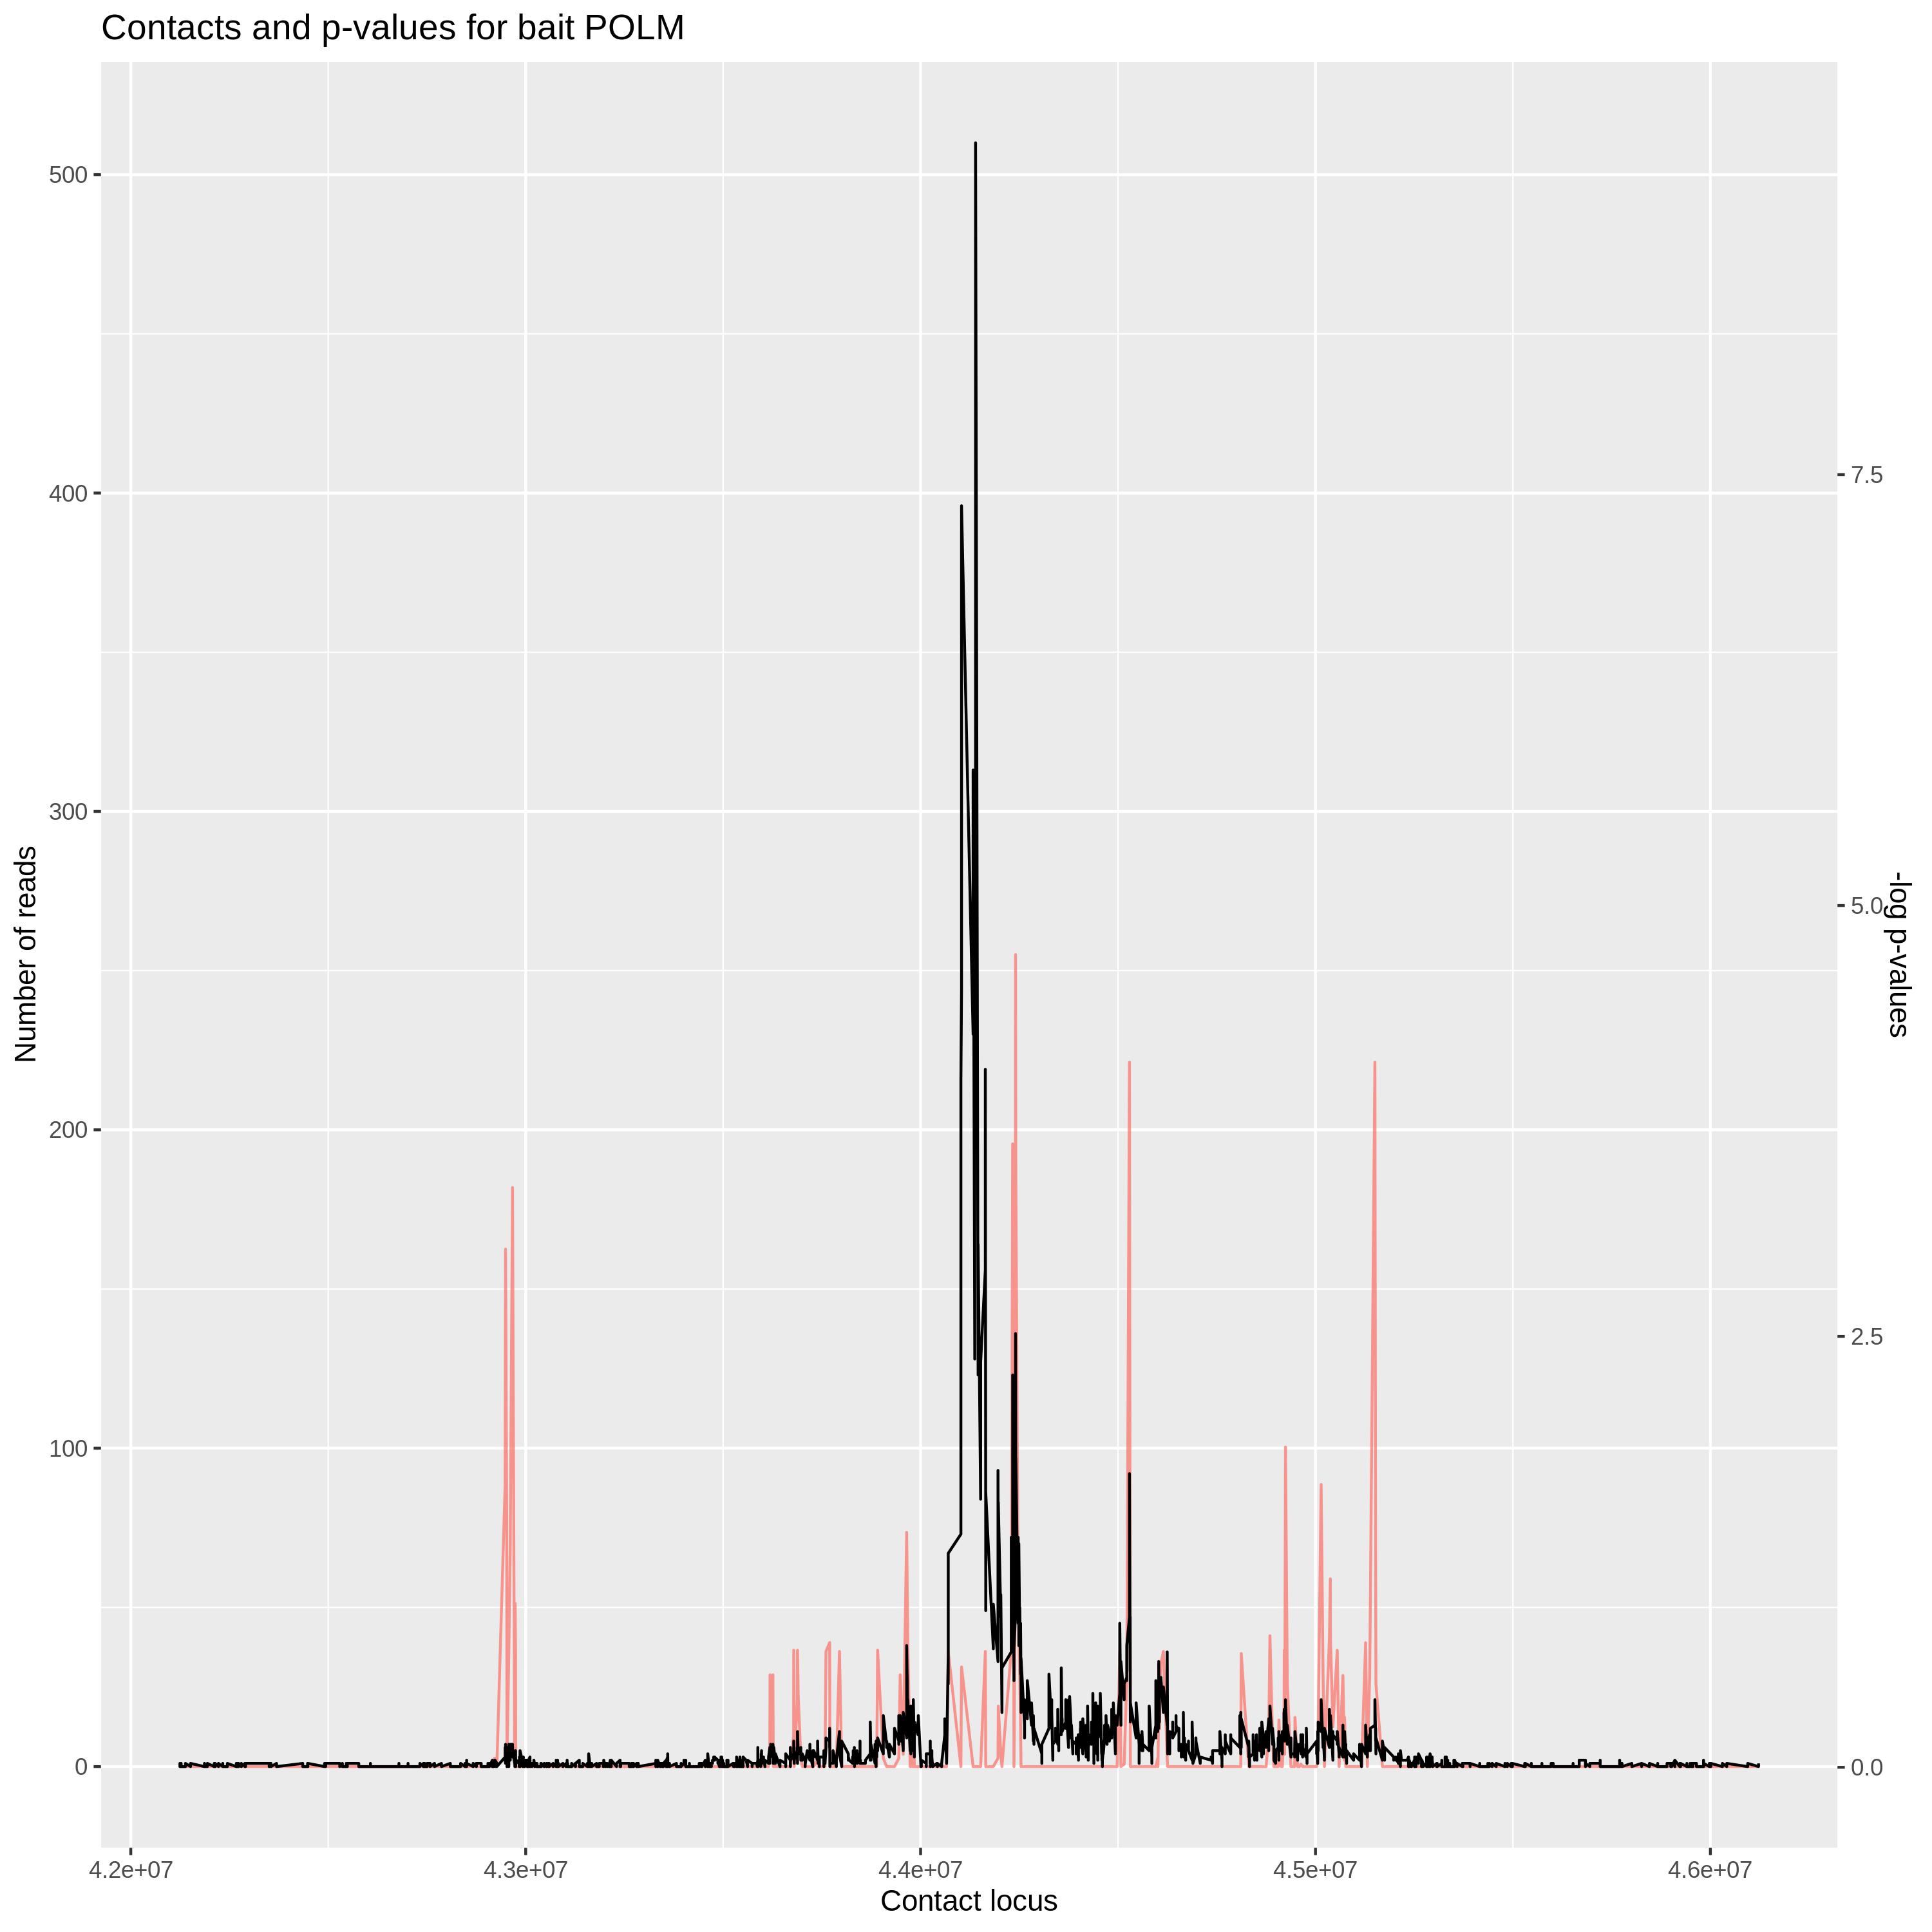 Contacts and p-values for bait POLM
500
400
300
200
100
0
Number of reads
7.5
5.0
2.5
0.0
-log p-values
4.2e+07
4.3e+07
4.4e+07
4.5e+07
4.6e+07
Contact locus